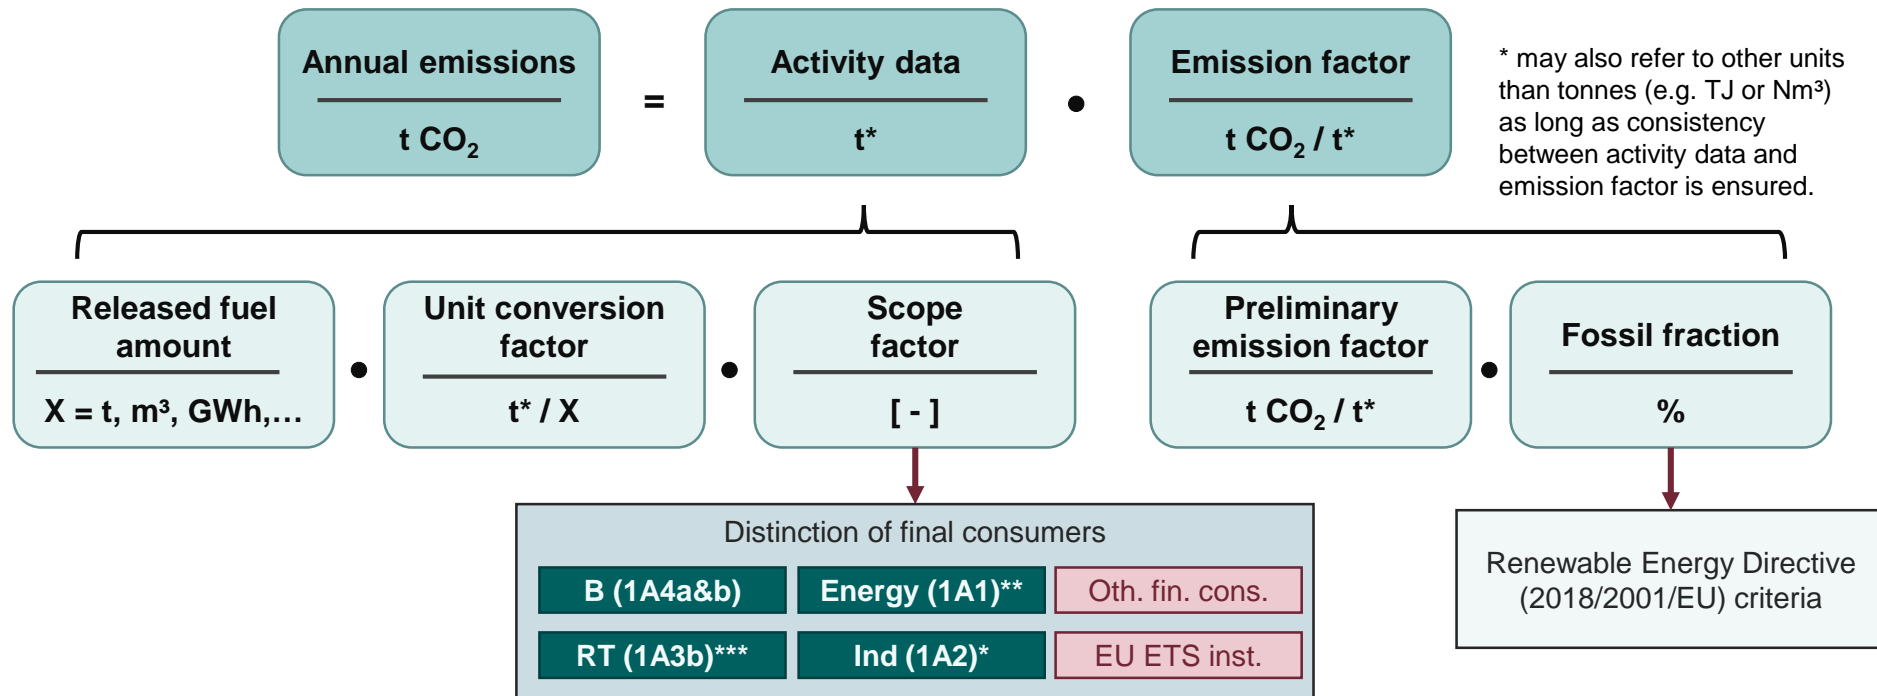 Annual emissions
t CO₂
=
Activity data
t*
•
Emission factor
t CO₂ / t*
* may also refer to other units
than tonnes (e.g. TJ or Nm³)
as long as consistency
between activity data and
emission factor is ensured.
Released fuel
amount
X = t, m³, GWh,…
•
Unit conversion
factor
t* / X
•
Scope
factor
[ - ]
Preliminary
emission factor
t CO₂ / t*
•
Fossil fraction
%
Distinction of final consumers
B (1A4a&b)
Energy (1A1)**
Oth. fin. cons.
RT (1A3b)***
Ind (1A2)*
EU ETS inst.
Renewable Energy Directive
(2018/2001/EU) criteria